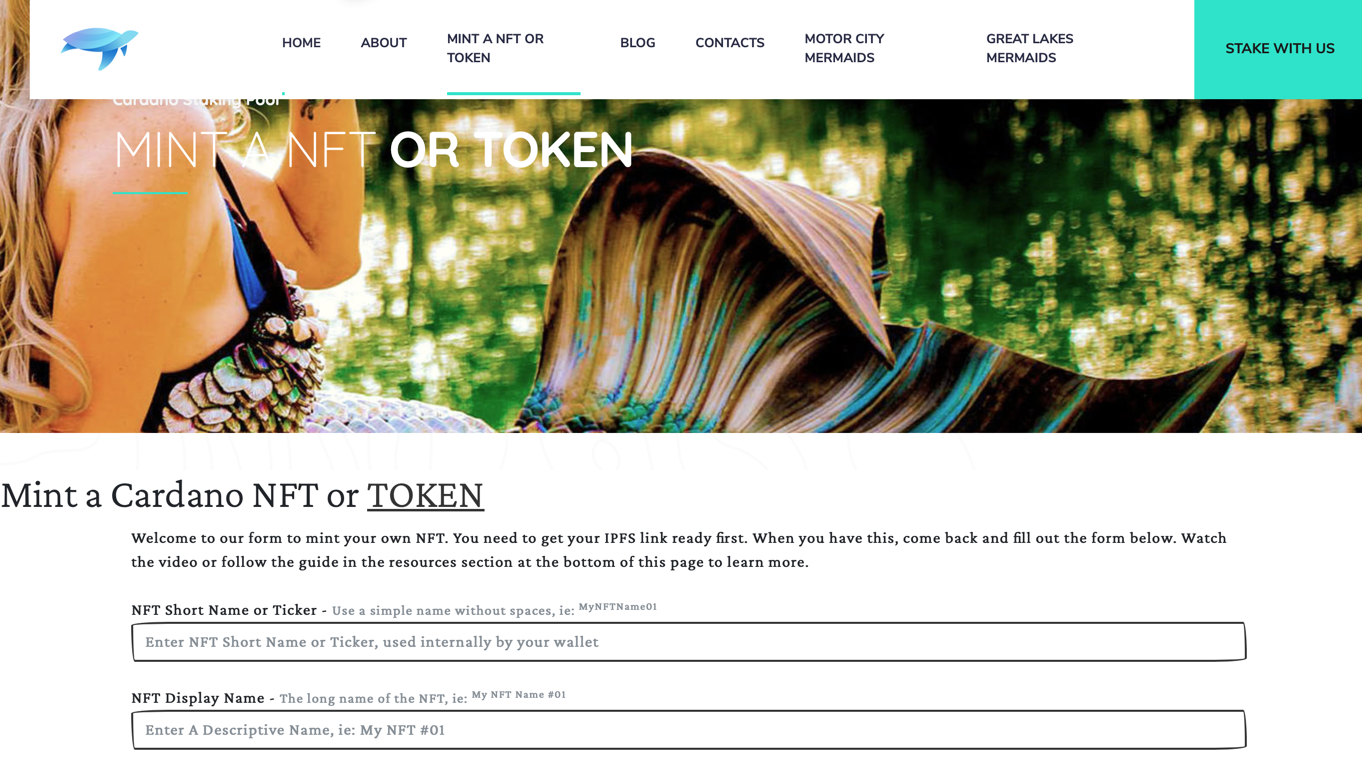 HOME
ABOUT
MINT A NFT OR
TOKEN
BLOG
CONTACTS
MOTOR CITY
MERMAIDS
GREAT LAKES
MERMAIDS
STAKE WITH US
Cardano Staking Pool
MINT A NFT OR TOKEN
Mint a Cardano NFT or TOKEN
Welcome to our form to mint your own NFT. You need to get your IPFS link ready first. When you have this, come back and fill out the form below. Watch
the video or follow the guide in the resources section at the bottom of this page to learn more.
NFT Short Name or Ticker - Use a simple name without spaces, ie: MyNFTName01
Enter NFT Short Name or Ticker, used internally by your wallet
NFT Display Name - The long name of the NFT, ie: My NFT Name #01
Enter A Descriptive Name, ie: My NFT #01